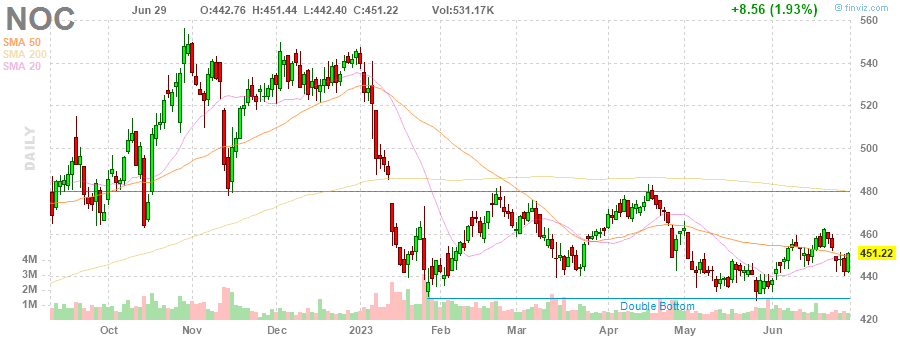 NOC
Jun 29 O:442.76 H:451.44 L:442.40 C:451.22 Vol:531.17K +8.56 (1.93%)
finviz.com
SMA 50
SMA 200
SMA 20
DAILY
560
540
520
500
480
460
451.22
440
420
4M
3M
2M
1M
Double Bottom
Oct Nov Dec 2023 Feb Mar Apr May Jun